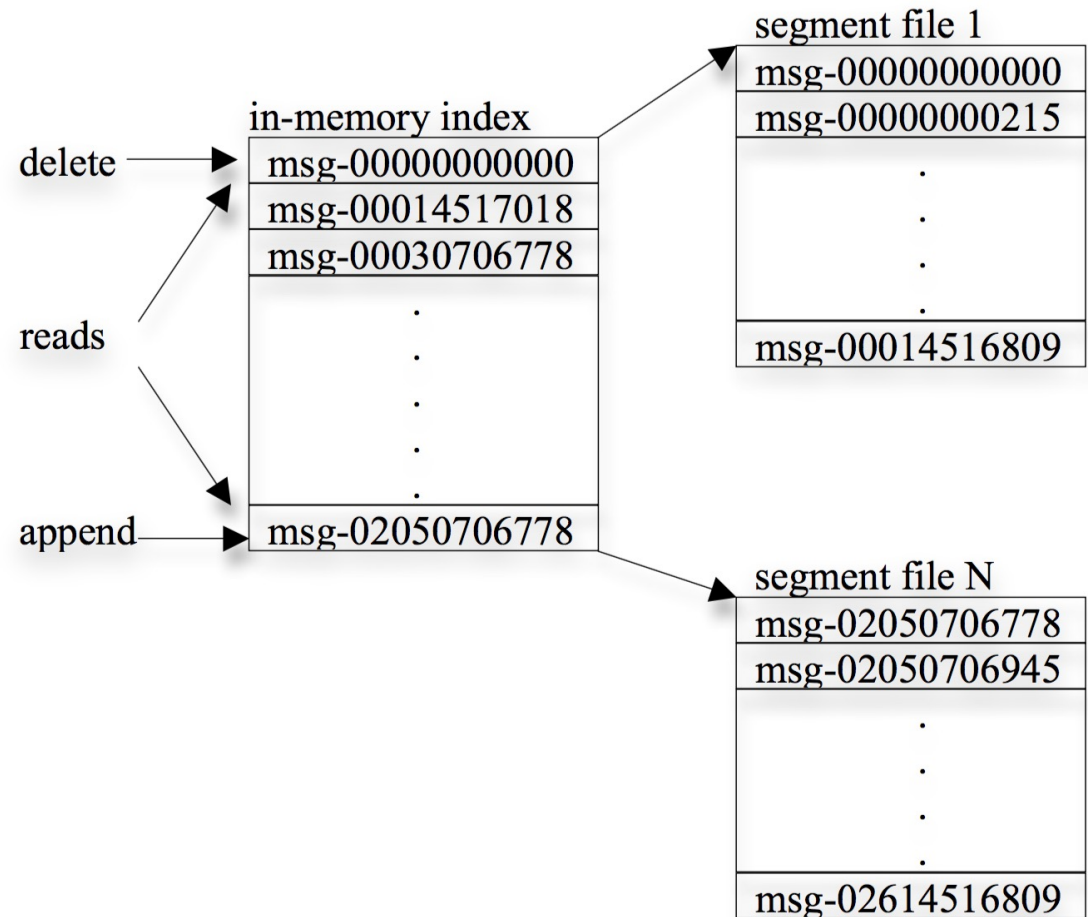 delete
reads
append
in-memory index
msg-00000000000
msg-00014517018
msg-00030706778
msg-02050706778
segment file 1
msg-00000000000
msg-00000000215
msg-00014516809
segment file N
msg-02050706778
msg-02050706945
msg-02614516809